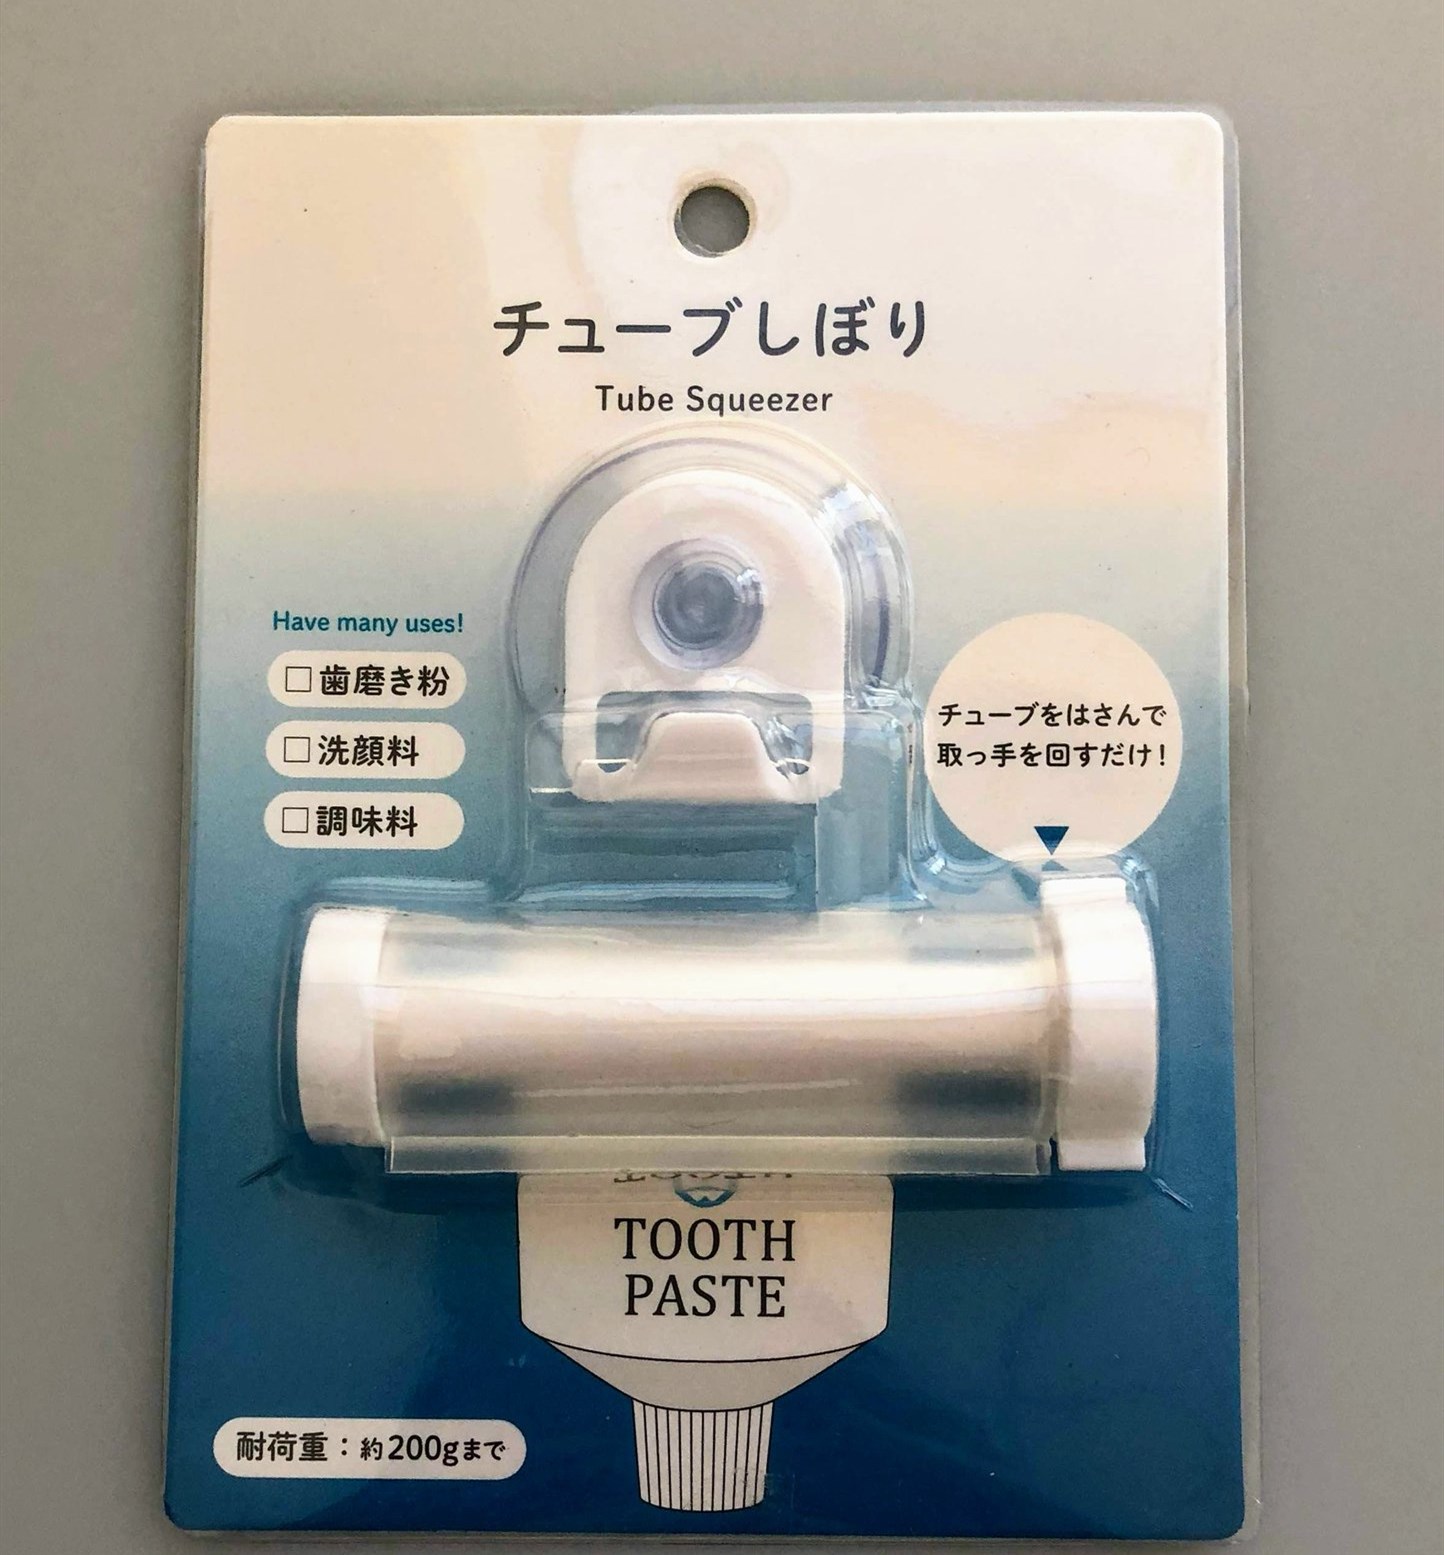 チューブしぼり
Tube Squeezer
Have many uses!
□歯磨き粉
□洗顔料
□調味料
チューブをはさんで
取っ手を回すだけ!
TOOTH
PASTE
耐荷重:約200gまで